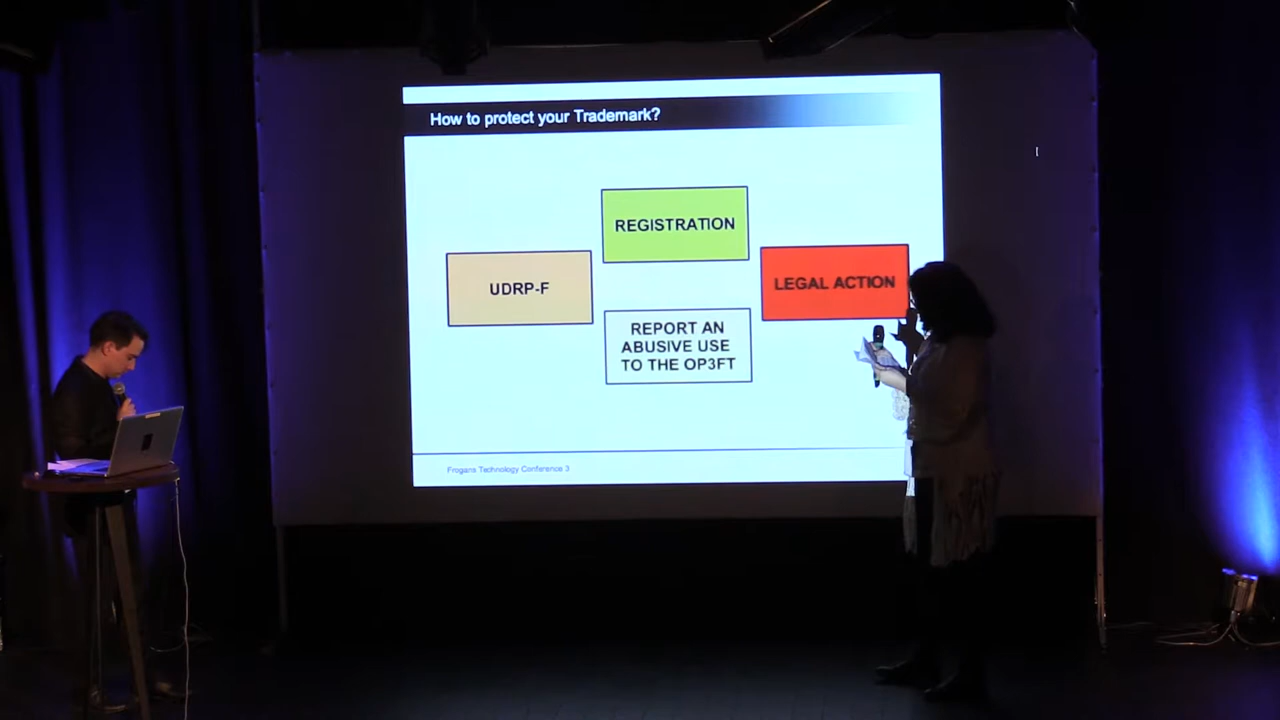 How to protect your Trademark?
REGISTRATION
UDRP-F
LEGAL ACTION
REPORT AN
ABUSIVE USE
TO THE OP3FT
Frogans Technology Conference 3